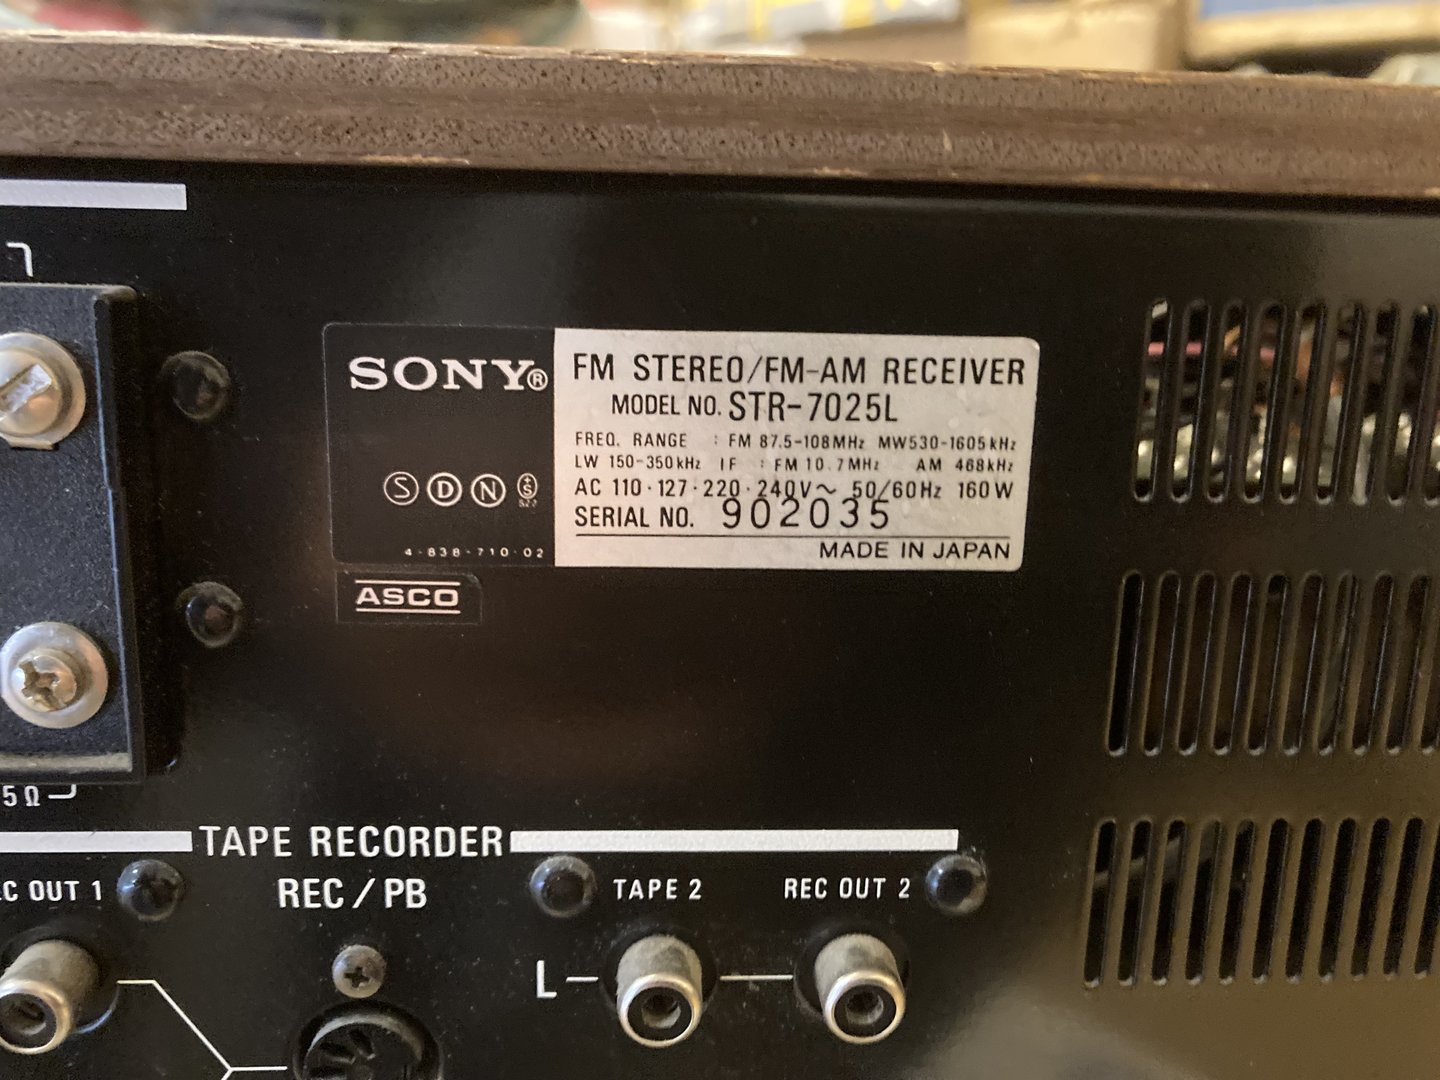 SONY®
FM STEREO/FM-AM RECEIVER
MODEL NO. STR-7025L
FREQ. RANGE : FM 87.5-108MHz MW530-1605kHz
LW 150-350kHz IF : FM 10.7MHz AM 468kHz
AC 110·127·220·240V~ 50/60Hz 160W
SERIAL NO. 902035
MADE IN JAPAN
S D N S
4-838-710-02
ASCO
5Ω
TAPE RECORDER
EC OUT 1
REC/PB
TAPE 2
REC OUT 2
L